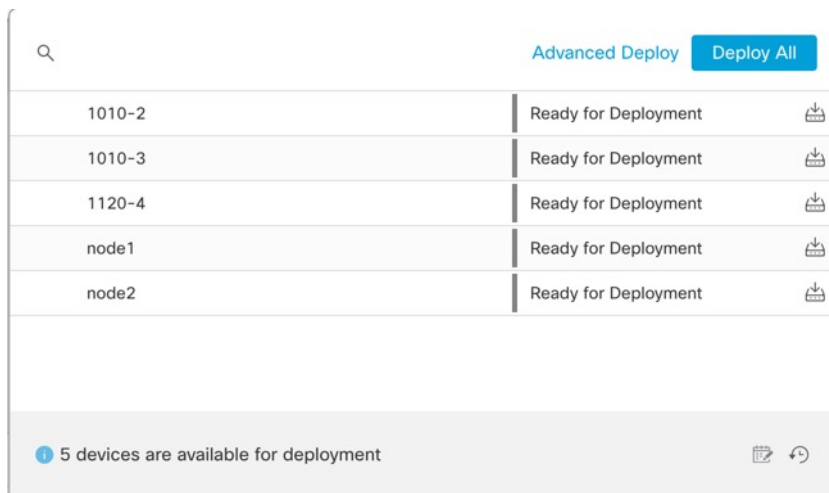 Advanced Deploy Deploy All
1010-2 Ready for Deployment
1010-3 Ready for Deployment
1120-4 Ready for Deployment
node1 Ready for Deployment
node2 Ready for Deployment
5 devices are available for deployment